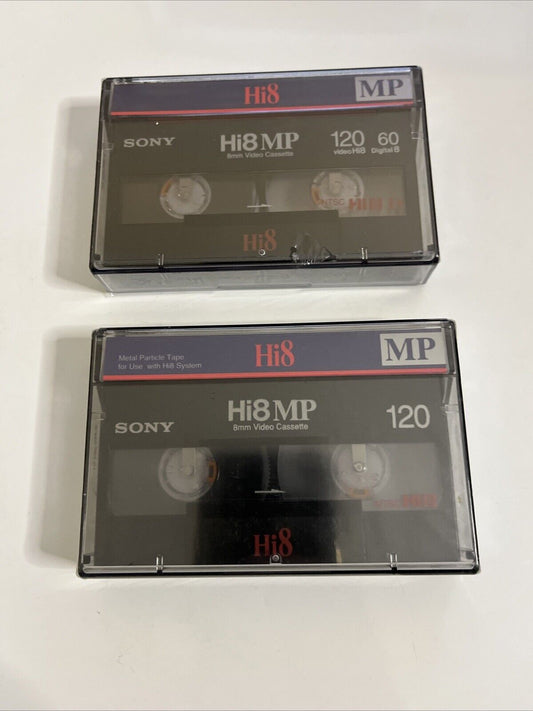 Hi8
MP
SONY
Hi8 MP
8mm Video Cassette
120
video Hi8
60
Digital 8
NTSC
Hi8
Metal Particle Tape
for Use with Hi8 System
Hi8
MP
SONY
Hi8 MP
8mm Video Cassette
120
Hi8